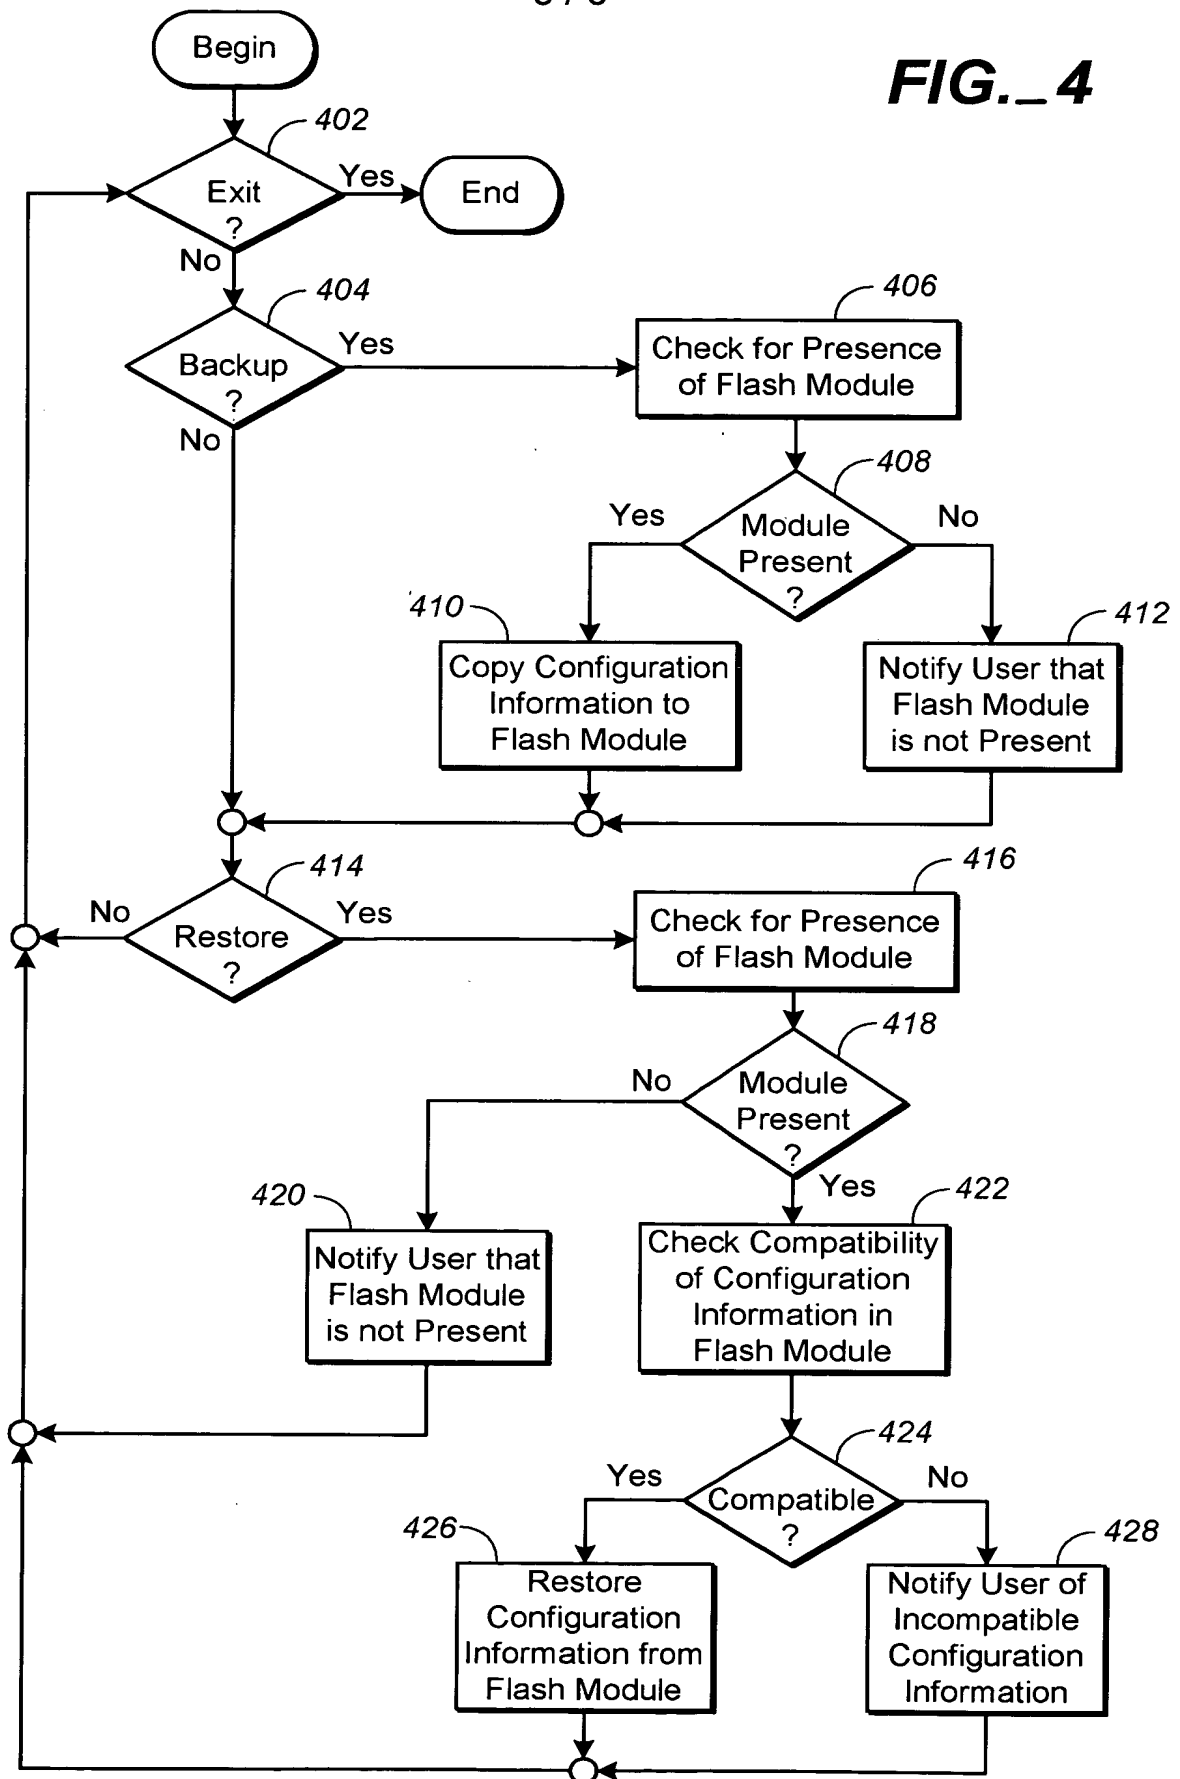 Begin
FIG._4
402
Exit
?
Yes
End
No
404
Backup
?
Yes
No
406
Check for Presence
of Flash Module
408
Module
Present
?
Yes
No
410
Copy Configuration
Information to
Flash Module
412
Notify User that
Flash Module
is not Present
414
Restore
?
No
Yes
416
Check for Presence
of Flash Module
418
Module
Present
?
No
Yes
420
Notify User that
Flash Module
is not Present
422
Check Compatibility
of Configuration
Information in
Flash Module
424
Compatible
?
Yes
No
426
Restore
Configuration
Information from
Flash Module
428
Notify User of
Incompatible
Configuration
Information